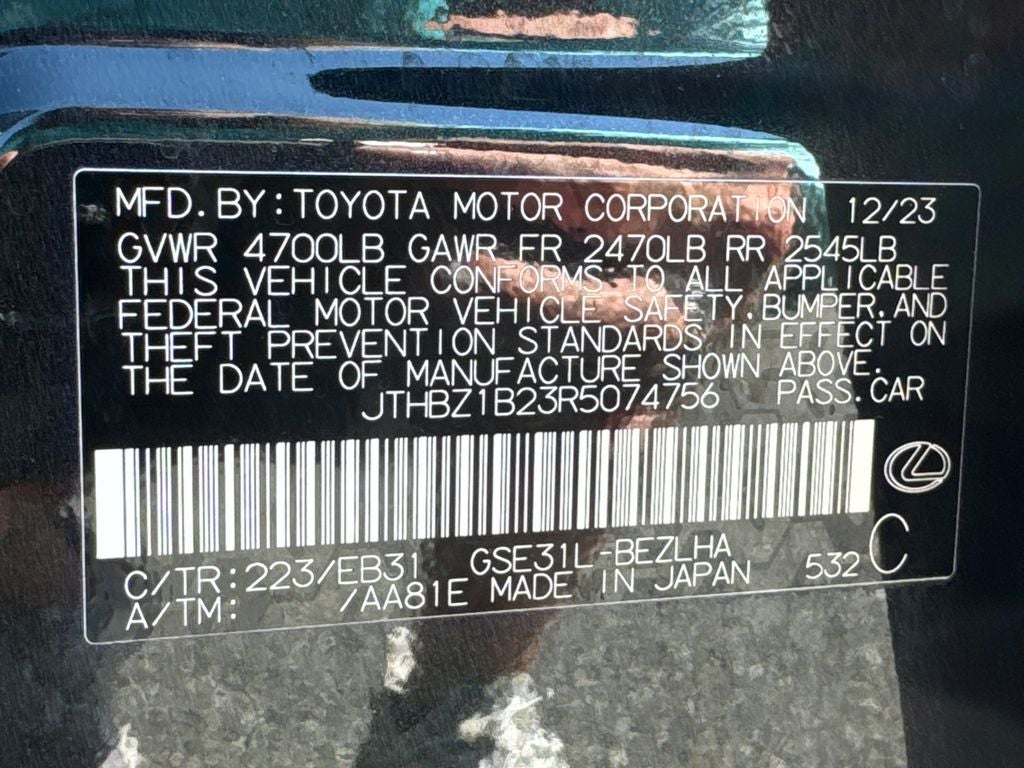 MFD.BY:TOYOTA MOTOR CORPORATION 12/23
GVWR 4700LB GAWR FR 2470LB RR 2545LB
THIS VEHICLE CONFORMS TO ALL APPLICABLE
FEDERAL MOTOR VEHICLE SAFETY,BUMPER,AND
THEFT PREVENTION STANDARDS IN EFFECT ON
THE DATE OF MANUFACTURE SHOWN ABOVE.
JTHBZ1B23R5074756 PASS.CAR
C/TR:223/EB31 GSE31L-BEZLHA
A/TM: /AA81E MADE IN JAPAN 532 C